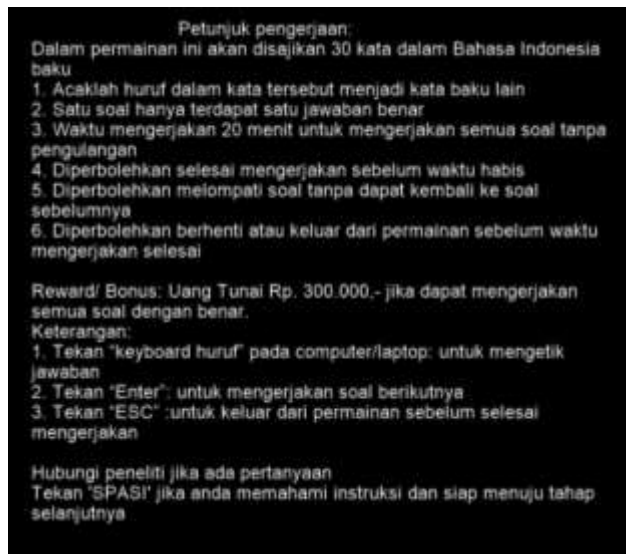 Petunjuk pengerjaan:
Dalam permainan ini akan disajikan 30 kata dalam Bahasa Indonesia
baku
1. Acaklah huruf dalam kata tersebut menjadi kata baku lain
2. Satu soal hanya terdapat satu jawaban benar
3. Waktu mengerjakan 20 menit untuk mengerjakan semua soal tanpa
pengulangan
4. Diperbolehkan selesai mengerjakan sebelum waktu habis
5. Diperbolehkan melompati soal tanpa dapat kembali ke soal
sebelumnya
6. Diperbolehkan berhenti atau keluar dari permainan sebelum waktu
mengerjakan selesai
Reward/ Bonus: Uang Tunai Rp. 300.000,- jika dapat mengerjakan
semua soal dengan benar.
Keterangan:
1. Tekan "keyboard huruf" pada computer/laptop: untuk mengetik
jawaban
2. Tekan "Enter": untuk mengerjakan soal berikutnya
3. Tekan "ESC" :untuk keluar dari permainan sebelum selesai
mengerjakan
Hubungi peneliti jika ada pertanyaan
Tekan 'SPASI' jika anda memahami instruksi dan siap menuju tahap
selanjutnya